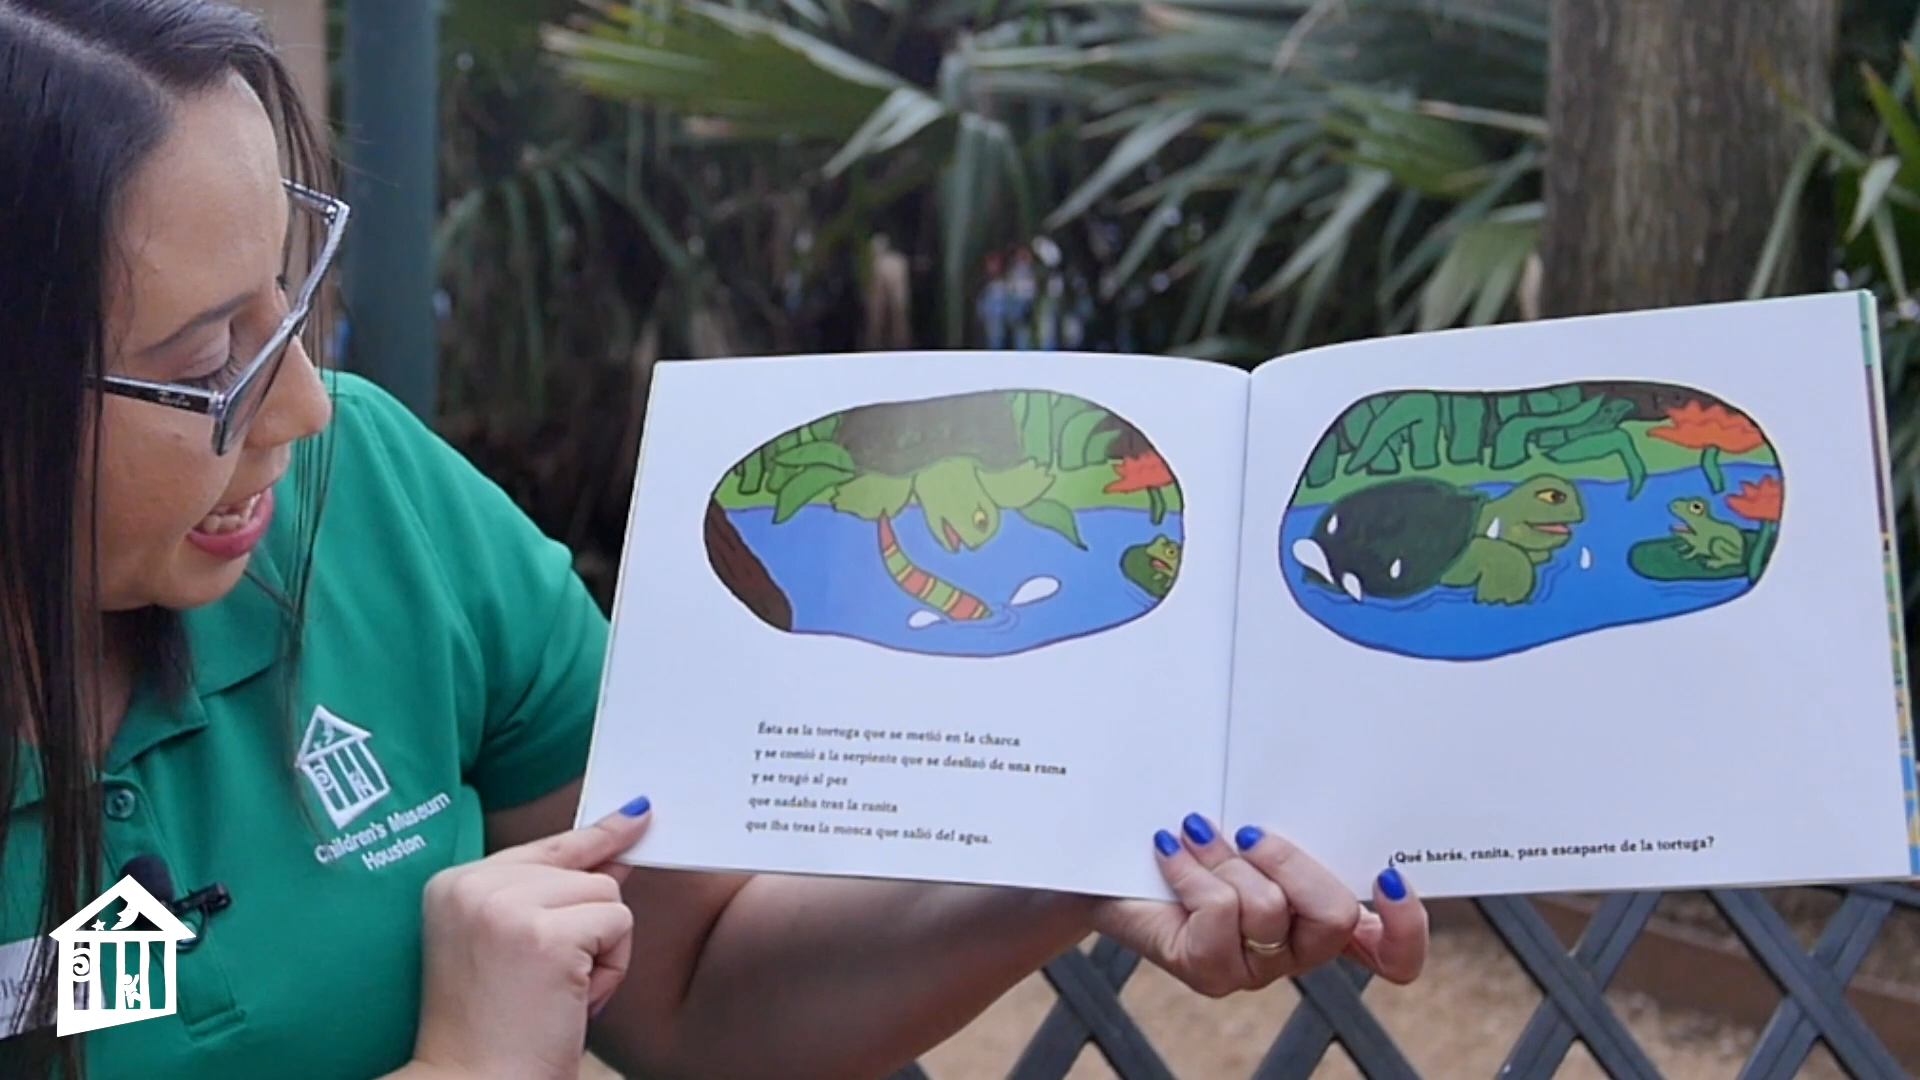 Ésta es la tortuga que se metió en la charca
y se comió a la serpiente que se deslizó de una rama
y se tragó al pez
que nadaba tras la ranita
que iba tras la mosca que salió del agua.
¿Qué harás, ranita, para escaparte de la tortuga?
Children's Museum
Houston